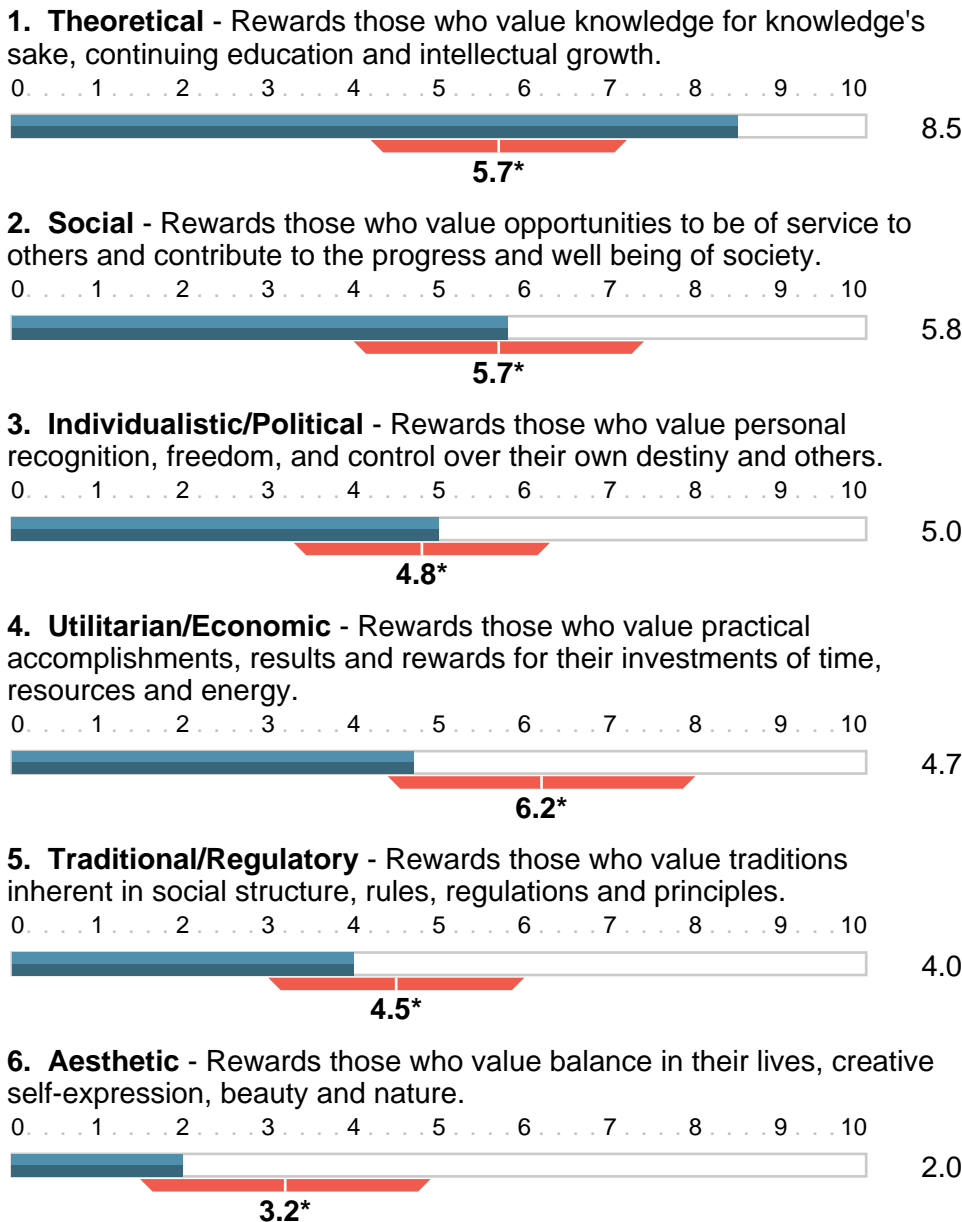 1. Theoretical - Rewards those who value knowledge for knowledge's
sake, continuing education and intellectual growth.
0. . . . 1 . . . . 2 . . . . 3 . . . . 4 . . . . 5 . . . . 6 . . . . 7 . . . . 8 . . . . 9 . . . 10
8.5
5.7*
2. Social - Rewards those who value opportunities to be of service to
others and contribute to the progress and well being of society.
0. . . . 1 . . . . 2 . . . . 3 . . . . 4 . . . . 5 . . . . 6 . . . . 7 . . . . 8 . . . . 9 . . . 10
5.8
5.7*
3. Individualistic/Political - Rewards those who value personal
recognition, freedom, and control over their own destiny and others.
0. . . . 1 . . . . 2 . . . . 3 . . . . 4 . . . . 5 . . . . 6 . . . . 7 . . . . 8 . . . . 9 . . . 10
5.0
4.8*
4. Utilitarian/Economic - Rewards those who value practical
accomplishments, results and rewards for their investments of time,
resources and energy.
0. . . . 1 . . . . 2 . . . . 3 . . . . 4 . . . . 5 . . . . 6 . . . . 7 . . . . 8 . . . . 9 . . . 10
4.7
6.2*
5. Traditional/Regulatory - Rewards those who value traditions
inherent in social structure, rules, regulations and principles.
0. . . . 1 . . . . 2 . . . . 3 . . . . 4 . . . . 5 . . . . 6 . . . . 7 . . . . 8 . . . . 9 . . . 10
4.0
4.5*
6. Aesthetic - Rewards those who value balance in their lives, creative
self-expression, beauty and nature.
0. . . . 1 . . . . 2 . . . . 3 . . . . 4 . . . . 5 . . . . 6 . . . . 7 . . . . 8 . . . . 9 . . . 10
2.0
3.2*